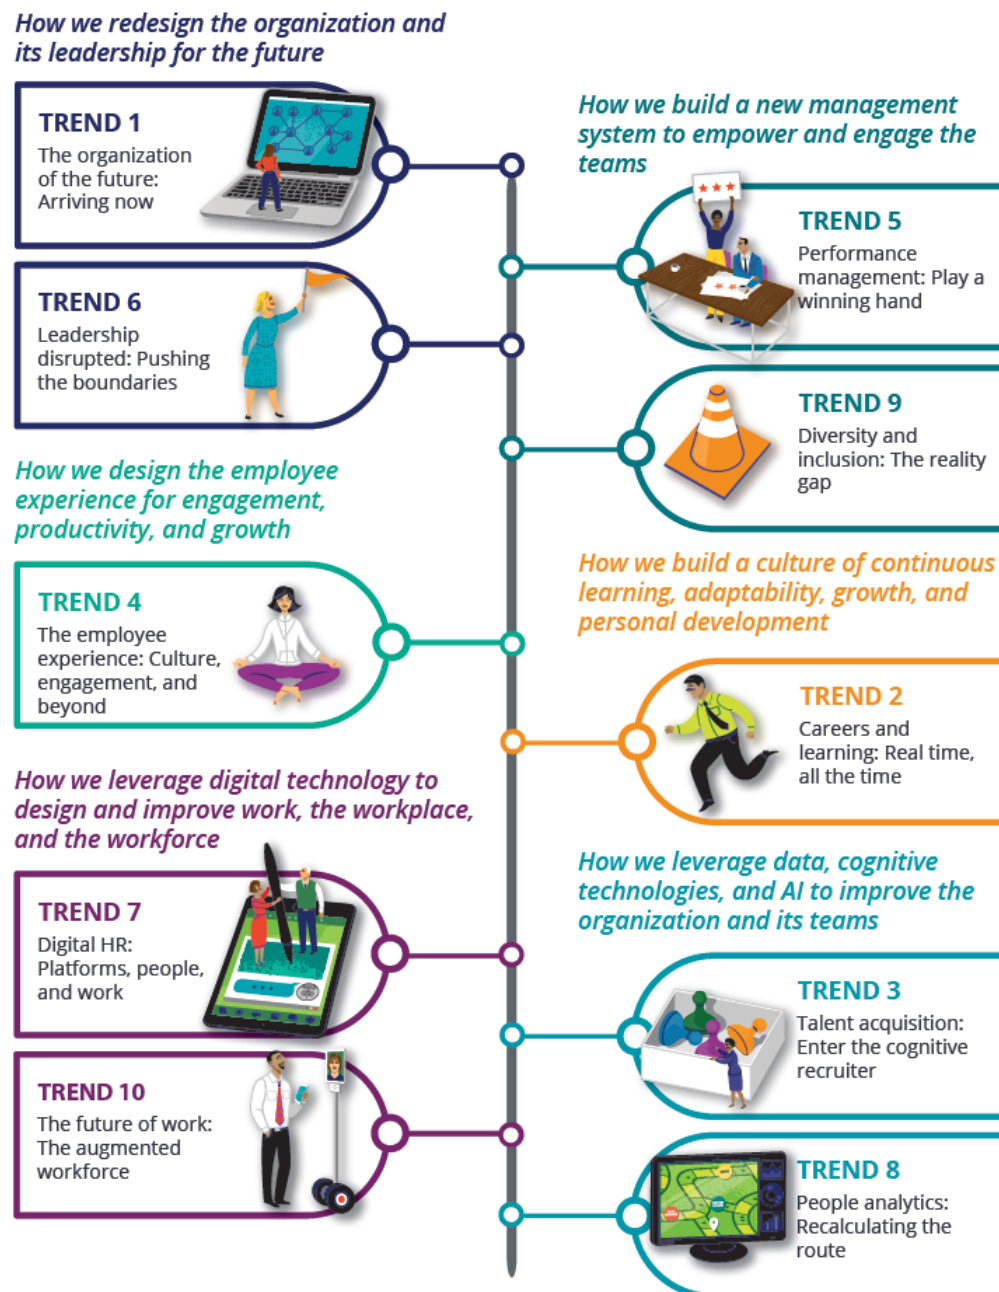 How we redesign the organization and
its leadership for the future
TREND 1
The organization
of the future:
Arriving now
TREND 6
Leadership
disrupted: Pushing
the boundaries
How we design the employee
experience for engagement,
productivity, and growth
TREND 4
The employee
experience: Culture,
engagement, and
beyond
How we leverage digital technology to
design and improve work, the workplace,
and the workforce
TREND 7
Digital HR:
Platforms, people,
and work
TREND 10
The future of work:
The augmented
workforce
How we build a new management
system to empower and engage the
teams
TREND 5
Performance
management: Play a
winning hand
TREND 9
Diversity and
inclusion: The reality
gap
How we build a culture of continuous
learning, adaptability, growth, and
personal development
TREND 2
Careers and
learning: Real time,
all the time
How we leverage data, cognitive
technologies, and AI to improve the
organization and its teams
TREND 3
Talent acquisition:
Enter the cognitive
recruiter
TREND 8
People analytics:
Recalculating the
route